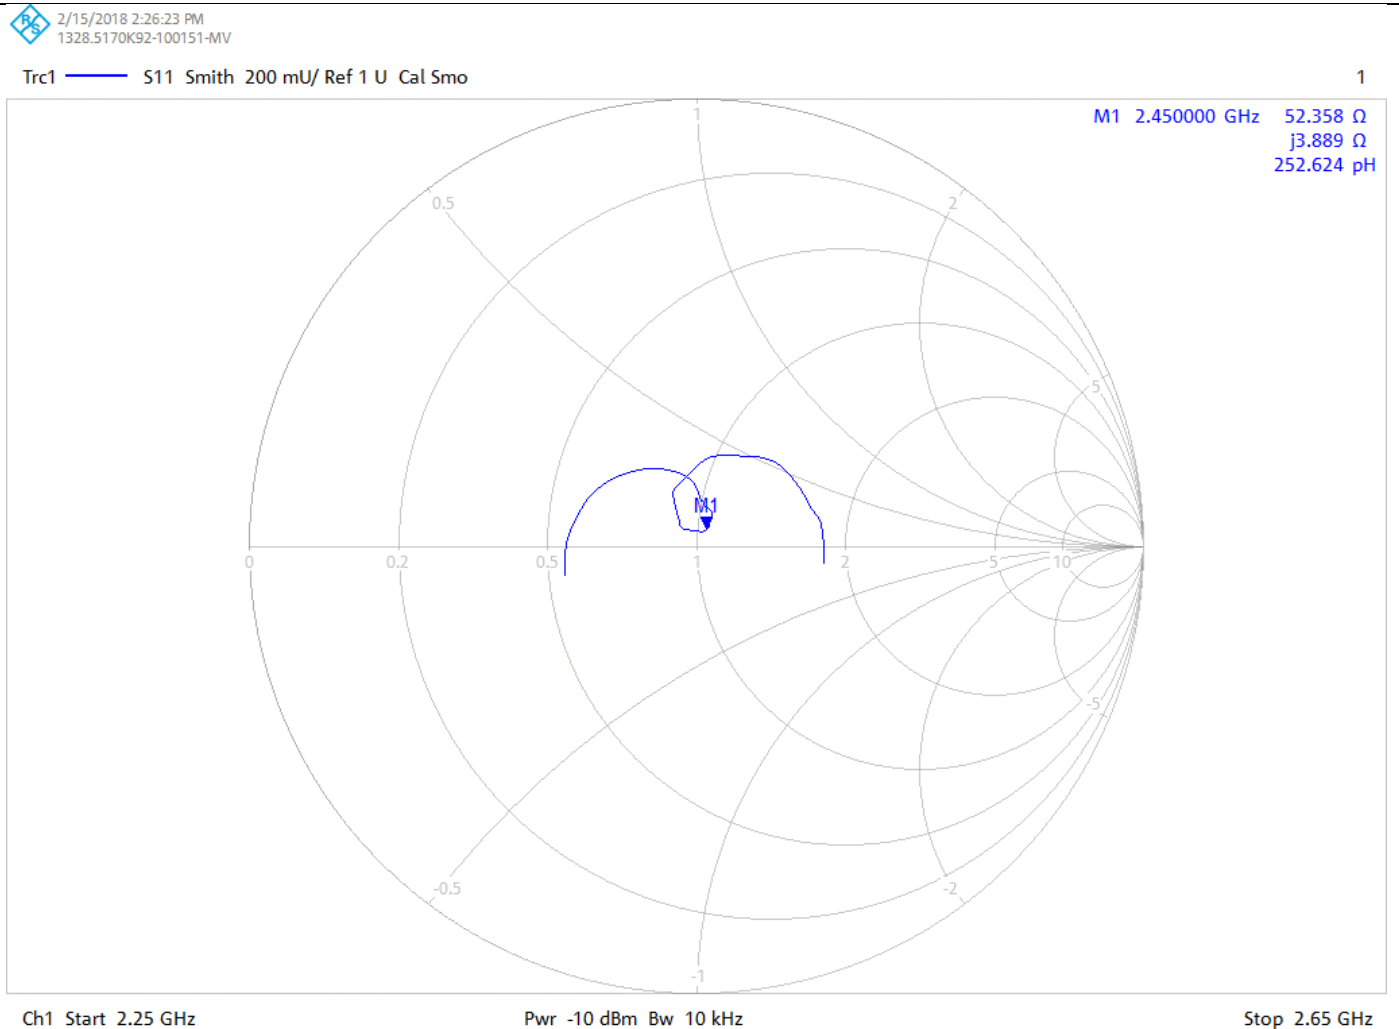 R&S
2/15/2018 2:26:23 PM
1328.5170K92-100151-MV
Trc1 S11 Smith 200 mU/ Ref 1 U Cal Smo 1
M1 2.450000 GHz 52.358 Ω
j3.889 Ω
252.624 pH
1
0.5 2
5
M1
0 0.2 0.5 1 2 5 10
-5
-0.5 -2
-1
Ch1 Start 2.25 GHz Pwr -10 dBm Bw 10 kHz Stop 2.65 GHz